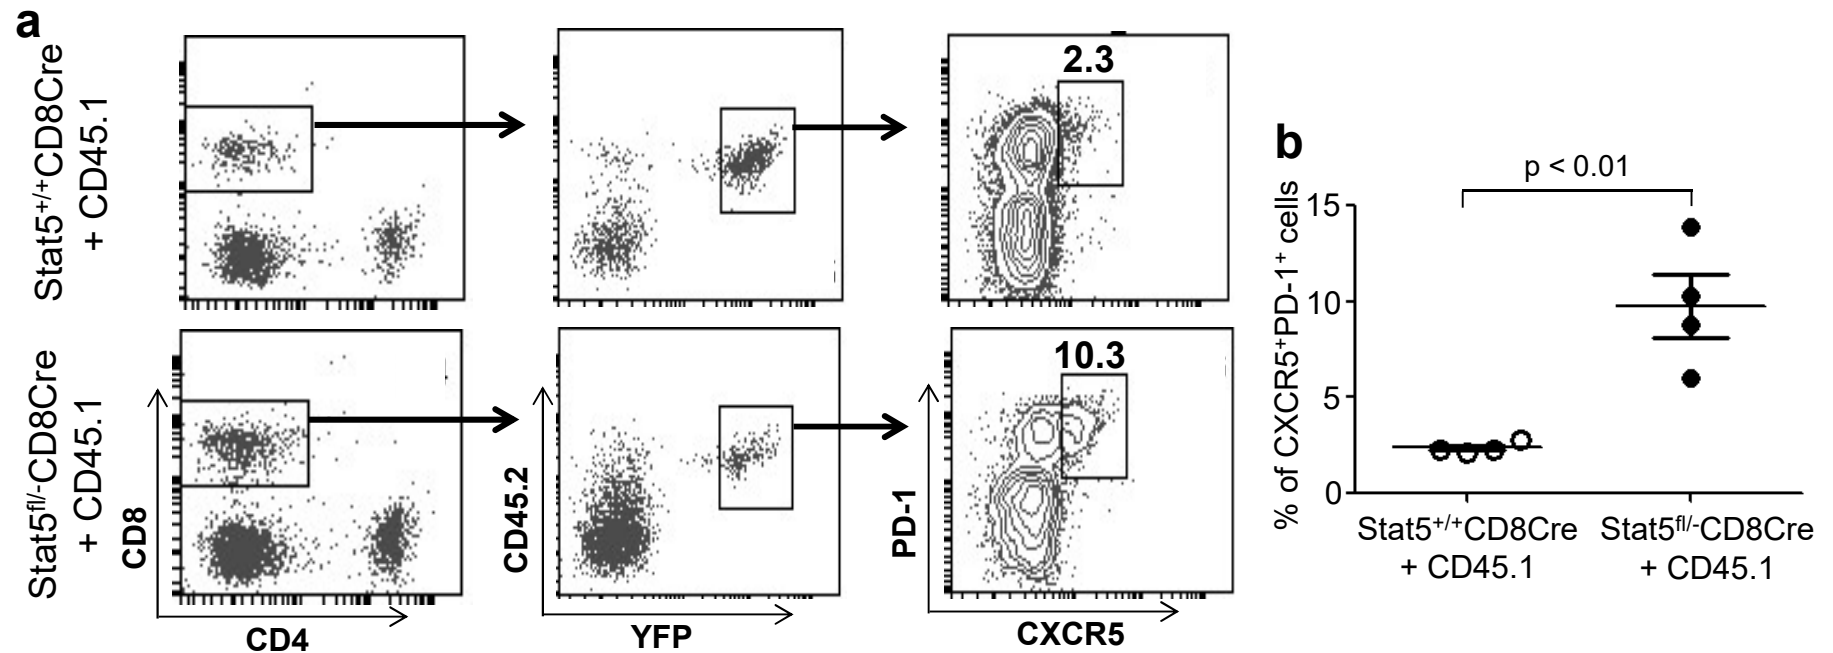 a
Stat5+/+CD8Cre
+ CD45.1
2.3
Stat5fl/-CD8Cre
+ CD45.1
10.3
CD8
CD4
CD45.2
YFP
PD-1
CXCR5
b
p < 0.01
% of CXCR5+PD-1+ cells
15
10
5
0
Stat5+/+CD8Cre
+ CD45.1
Stat5fl/-CD8Cre
+ CD45.1